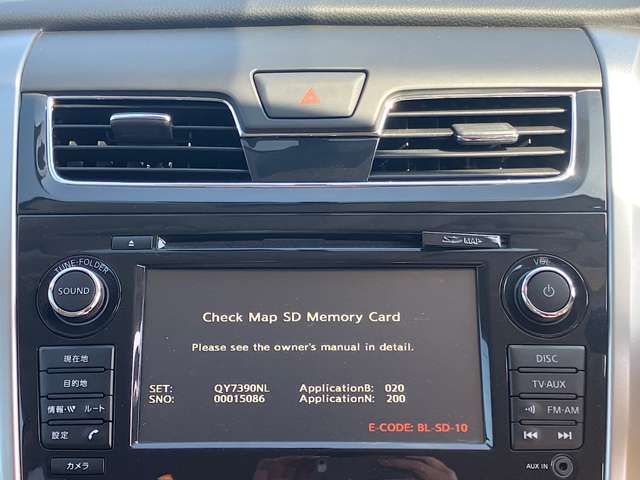 SD MAP
TUNE·FOLDER
SOUND
VOL
現在地
目的地
情報・VV ルート
設定
カメラ
Check Map SD Memory Card
Please see the owner's manual in detail.
SET: QY7390NL ApplicationB: 020
SNO: 00015086 ApplicationN: 200
E-CODE: BL-SD-10
DISC
TV·AUX
FM·AM
AUX IN